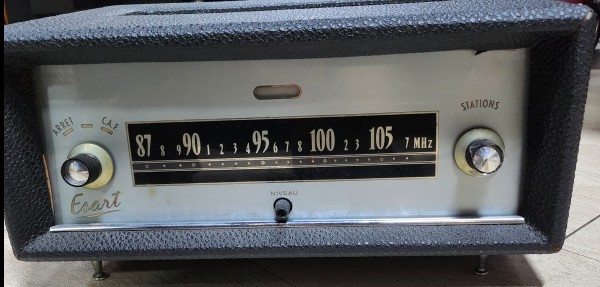 ARRET C.A.F
STATIONS
87 8 9 90 1 2 3 4 95 6 7 8 100 2 3 105 7 MHz
Esart
NIVEAU